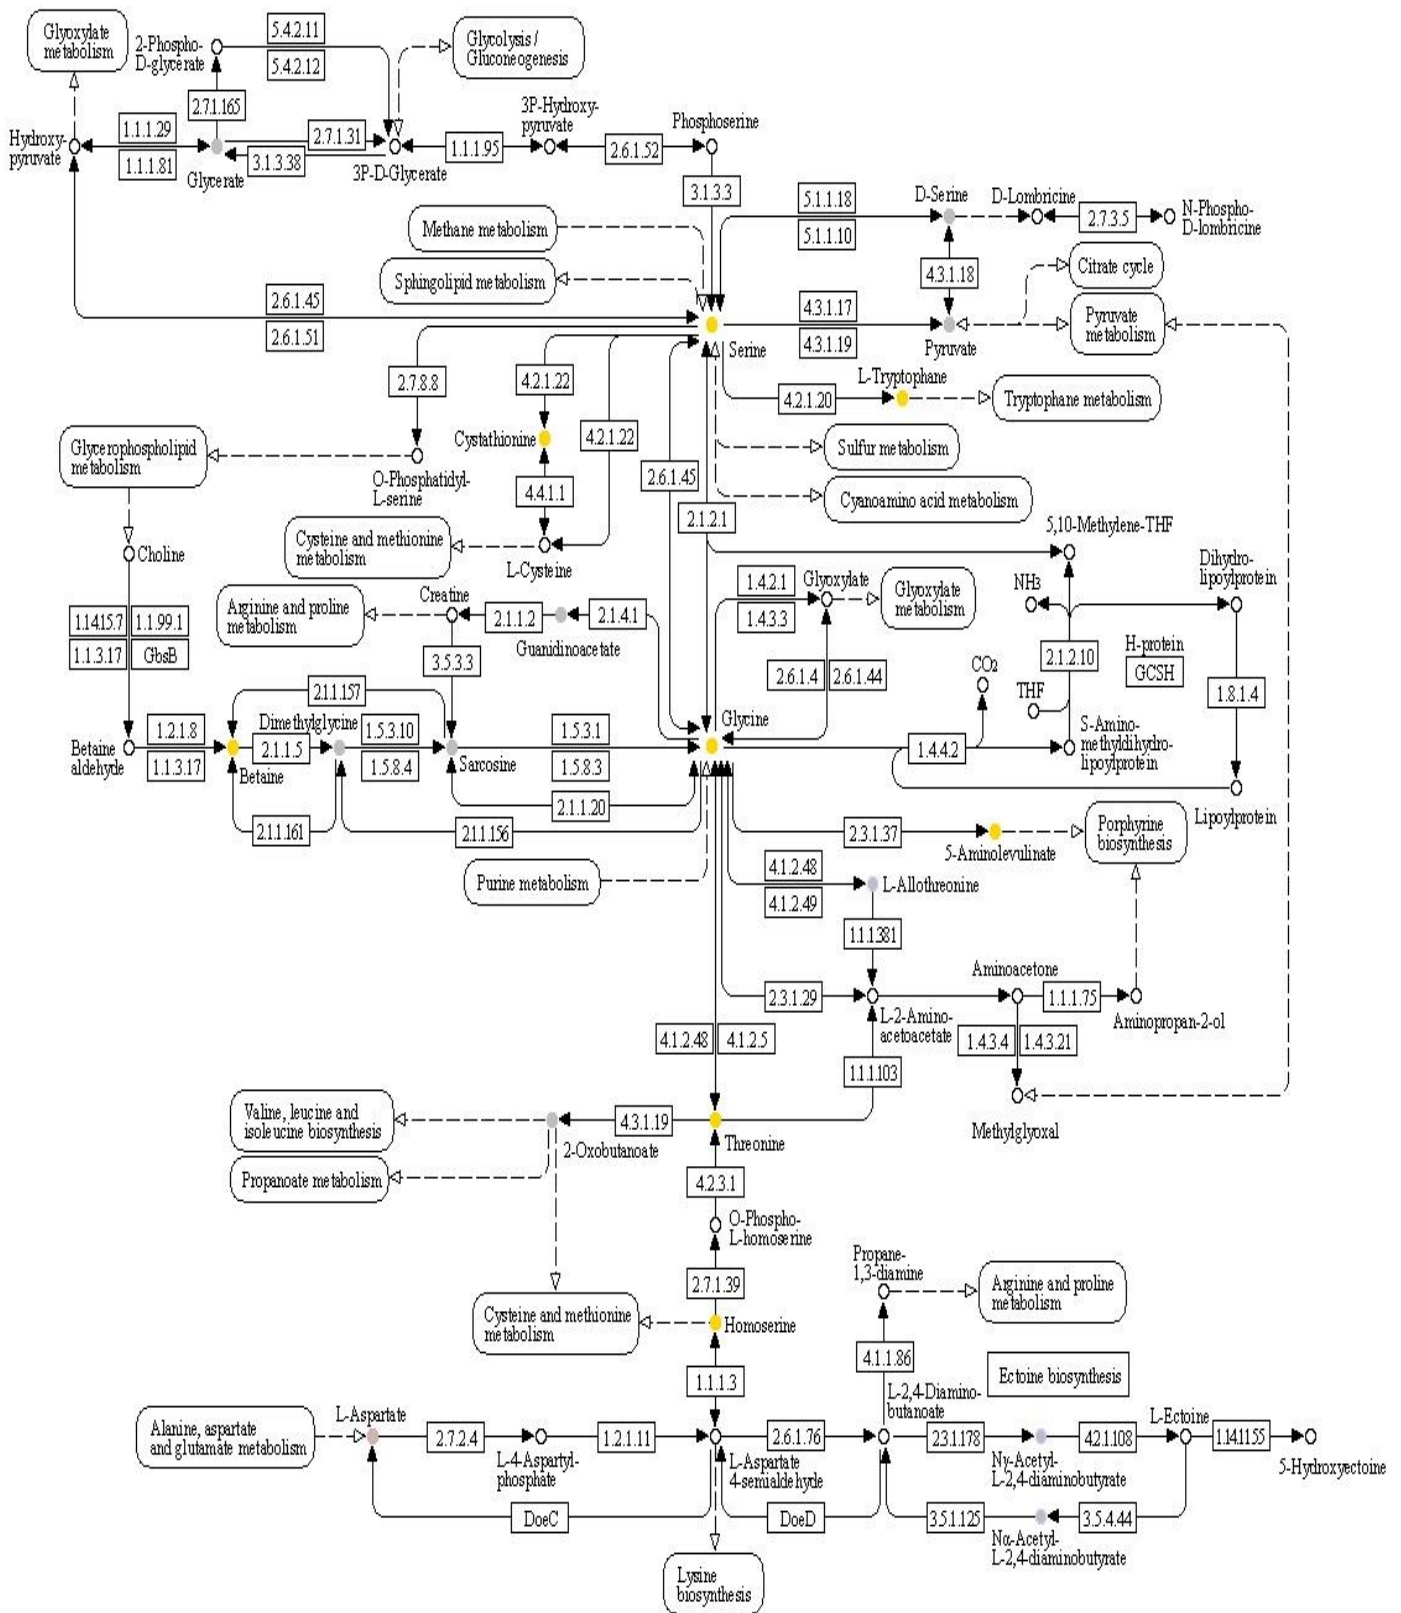 Glyoxylate
metabolism
2-Phospho-
D-glycerate
5.4.2.11
5.4.2.12
Glycolysis /
Gluconeogenesis
2.7.1.165
Hydroxy-
pyruvate
1.1.1.29
1.1.1.81
Glycerate
2.7.1.31
3.1.3.38
3P-D-Glycerate
1.1.1.95
3P-Hydroxy-
pyruvate
2.6.1.52
Phosphoserine
3.1.3.3
Methane metabolism
Sphingolipid metabolism
5.1.1.18
5.1.1.10
D-Serine
D-Lombricine
2.7.3.5
N-Phospho-
D-lombricine
4.3.1.18
Citrate cycle
2.6.1.45
2.6.1.51
Serine
4.3.1.17
4.3.1.19
Pyruvate
Pyruvate
metabolism
2.7.8.8
4.2.1.22
4.2.1.20
L-Tryptophane
Tryptophane metabolism
Glycerophospholipid
metabolism
Cystathionine
4.2.1.22
Sulfur metabolism
O-Phosphatidyl-
L-serine
4.4.1.1
2.6.1.45
Cyanoamino acid metabolism
2.1.2.1
Choline
Cysteine and methionine
metabolism
L-Cysteine
5,10-Methylene-THF
1.14.15.7
1.1.99.1
1.1.3.17
GbsB
Arginine and proline
metabolism
Creatine
2.1.1.2
2.1.4.1
Guanidinoacetate
1.4.2.1
1.4.3.3
Glyoxylate
Glyoxylate
metabolism
NH3
Dihydro-
lipoylprotein
3.5.3.3
2.6.1.4
2.6.1.44
CO2
2.1.2.10
H-protein
GCSH
1.8.1.4
THF
2.1.1.157
Betaine
aldehyde
1.2.1.8
1.1.3.17
Betaine
2.1.1.5
Dimethylglycine
1.5.3.10
1.5.8.4
Sarcosine
1.5.3.1
1.5.8.3
Glycine
1.4.4.2
S-Amino-
methyldihydro-
lipoylprotein
2.1.1.20
2.1.1.161
2.1.1.156
Lipoylprotein
2.3.1.37
5-Aminolevulinate
Porphyrine
biosynthesis
Purine metabolism
4.1.2.48
4.1.2.49
L-Allothreonine
1.1.1.381
2.3.1.29
L-2-Amino-
acetoacetate
Aminoacetone
1.1.1.75
Aminopropan-2-ol
4.1.2.48
4.1.2.5
1.4.3.4
1.4.3.21
1.1.1.103
Methylglyoxal
Valine, leucine and
isoleucine biosynthesis
4.3.1.19
2-Oxobutanoate
Threonine
Propanoate metabolism
4.2.3.1
O-Phospho-
L-homoserine
2.7.1.39
Propane-
1,3-diamine
Arginine and proline
metabolism
Cysteine and methionine
metabolism
Homoserine
4.1.1.86
Ectoine biosynthesis
1.1.1.3
Alanine, aspartate
and glutamate metabolism
L-Aspartate
2.7.2.4
L-4-Aspartyl-
phosphate
1.2.1.11
L-Aspartate
4-semialdehyde
2.6.1.76
L-2,4-Diamino-
butanoate
2.3.1.178
Nγ-Acetyl-
L-2,4-diaminobutyrate
4.2.1.108
L-Ectoine
1.14.11.55
5-Hydroxyectoine
DoeC
DoeD
3.5.1.125
Nα-Acetyl-
L-2,4-diaminobutyrate
3.5.4.44
Lysine
biosynthesis